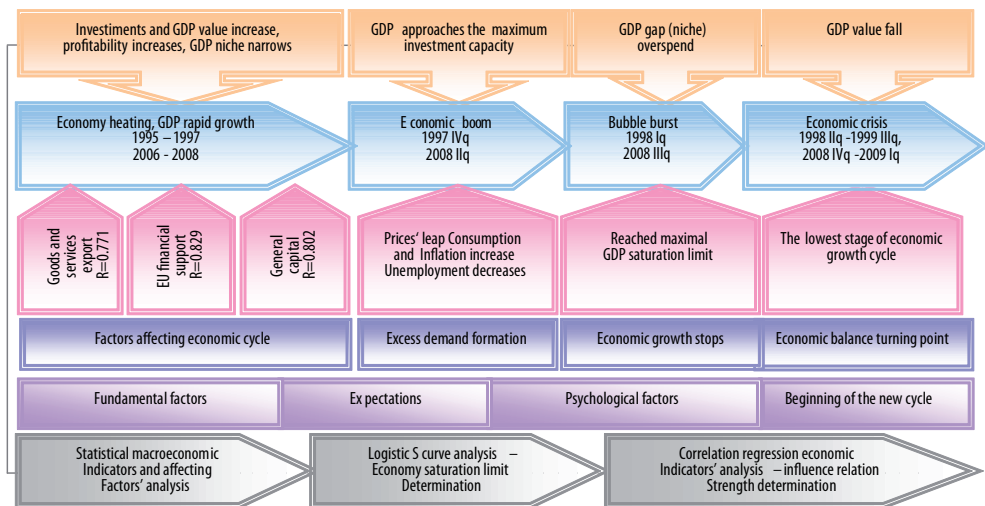 Investments and GDP value increase,
profitability increases, GDP niche narrows
GDP approaches the maximum
investment capacity
GDP gap (niche)
overspend
GDP value fall
Economy heating, GDP rapid growth
1995 – 1997
2006 - 2008
E conomic boom
1997 IVq
2008 IIq
Bubble burst
1998 Iq
2008 IIIq
Economic crisis
1998 IIq -1999 IIIq,
2008 IVq -2009 Iq
Goods and
services
export
R=0.771
EU financial
support
R=0.829
General
capital
R=0.802
Prices‘ leap Consumption
and Inflation increase
Unemployment decreases
Reached maximal
GDP saturation limit
The lowest stage of economic
growth cycle
Factors affecting economic cycle
Excess demand formation
Economic growth stops
Economic balance turning point
Fundamental factors
Ex pectations
Psychological factors
Beginning of the new cycle
Statistical macroeconomic
Indicators and affecting
Factors‘ analysis
Logistic S curve analysis –
Economy saturation limit
Determination
Correlation regression economic
Indicators‘ analysis – influence relation
Strength determination